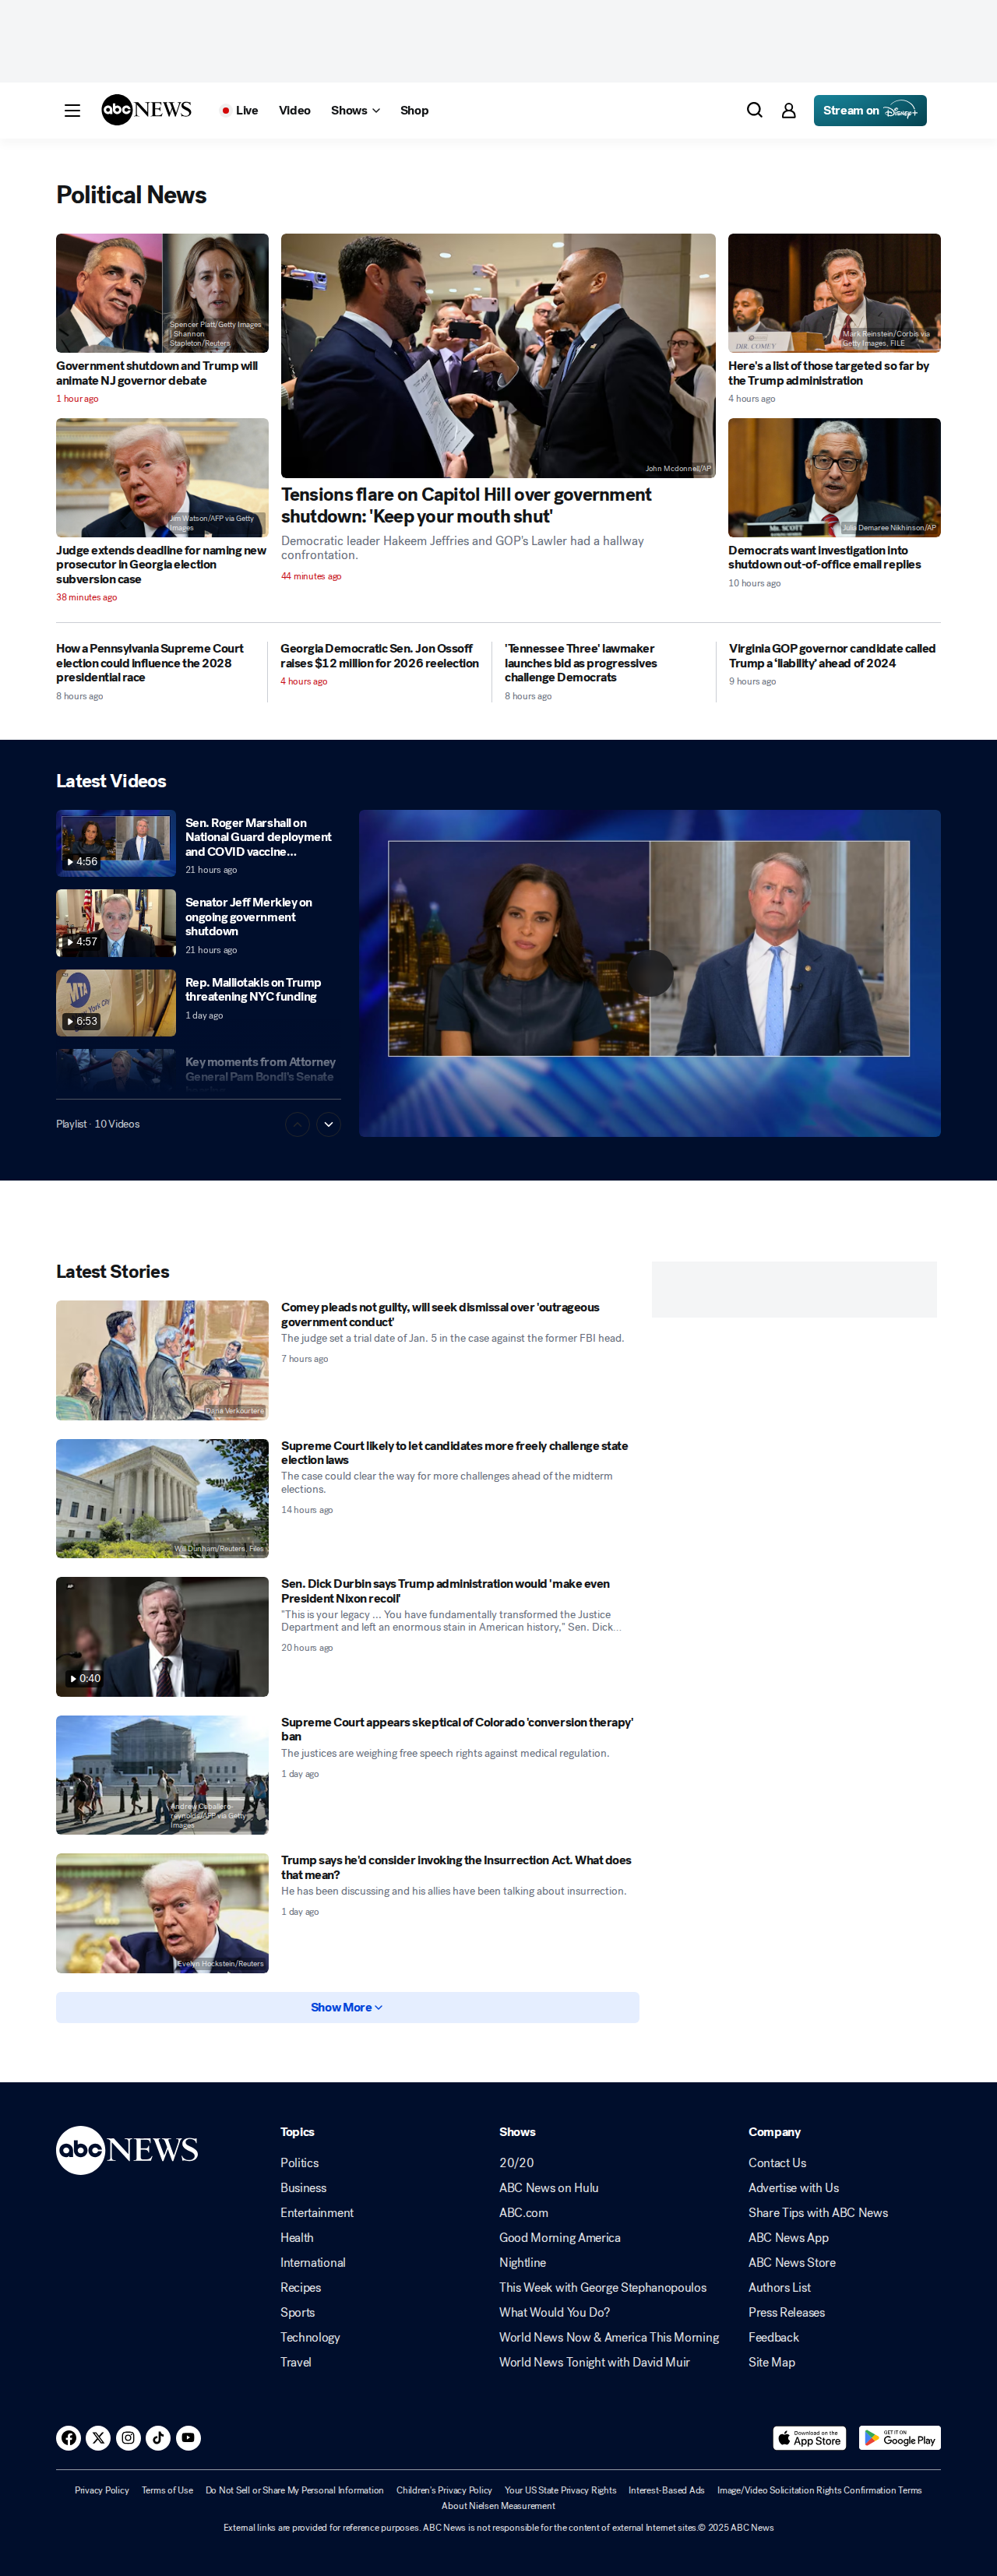 abc NEWS
Live
Video
Shows
Shop
Stream on Disney+
Political News
Spencer Platt/Getty Images
| Shannon
Stapleton/Reuters
Government shutdown and Trump will
animate NJ governor debate
1 hour ago
Jim Watson/AFP via Getty
Images
Judge extends deadline for naming new
prosecutor in Georgia election
subversion case
38 minutes ago
John Mcdonnell/AP
Tensions flare on Capitol Hill over government
shutdown: 'Keep your mouth shut'
Democratic leader Hakeem Jeffries and GOP's Lawler had a hallway
confrontation.
44 minutes ago
Mark Reinstein/Corbis via
Getty Images, FILE
Here's a list of those targeted so far by
the Trump administration
4 hours ago
Mr. SCOTT
Julia Demaree Nikhinson/AP
Democrats want investigation into
shutdown out-of-office email replies
10 hours ago
How a Pennsylvania Supreme Court
election could influence the 2028
presidential race
8 hours ago
Georgia Democratic Sen. Jon Ossoff
raises $12 million for 2026 reelection
4 hours ago
'Tennessee Three' lawmaker
launches bid as progressives
challenge Democrats
8 hours ago
Virginia GOP governor candidate called
Trump a ‘liability’ ahead of 2024
9 hours ago
Latest Videos
4:56
Sen. Roger Marshall on
National Guard deployment
and COVID vaccine...
21 hours ago
4:57
Senator Jeff Merkley on
ongoing government
shutdown
21 hours ago
MTA
York City
6:53
Rep. Malliotakis on Trump
threatening NYC funding
1 day ago
Key moments from Attorney
General Pam Bondi's Senate
Playlist · 10 Videos
Latest Stories
Dana Verkouteren
Comey pleads not guilty, will seek dismissal over 'outrageous
government conduct'
The judge set a trial date of Jan. 5 in the case against the former FBI head.
7 hours ago
Will Dunham/Reuters, Files
Supreme Court likely to let candidates more freely challenge state
election laws
The case could clear the way for more challenges ahead of the midterm
elections.
14 hours ago
0:40
Sen. Dick Durbin says Trump administration would 'make even
President Nixon recoil'
"This is your legacy ... You have fundamentally transformed the Justice
Department and left an enormous stain in American history," Sen. Dick...
20 hours ago
Andrew Caballero-
reynolds/AFP via Getty
Images
Supreme Court appears skeptical of Colorado 'conversion therapy'
ban
The justices are weighing free speech rights against medical regulation.
1 day ago
Evelyn Hockstein/Reuters
Trump says he'd consider invoking the Insurrection Act. What does
that mean?
He has been discussing and his allies have been talking about insurrection.
1 day ago
Show More
abc NEWS
Topics
Politics
Business
Entertainment
Health
International
Recipes
Sports
Technology
Travel
Shows
20/20
ABC News on Hulu
ABC.com
Good Morning America
Nightline
This Week with George Stephanopoulos
What Would You Do?
World News Now & America This Morning
World News Tonight with David Muir
Company
Contact Us
Advertise with Us
Share Tips with ABC News
ABC News App
ABC News Store
Authors List
Press Releases
Feedback
Site Map
Download on the
App Store
GET IT ON
Google Play
Privacy Policy
Terms of Use
Do Not Sell or Share My Personal Information
Children's Privacy Policy
Your US State Privacy Rights
Interest-Based Ads
Image/Video Solicitation Rights Confirmation Terms
About Nielsen Measurement
External links are provided for reference purposes. ABC News is not responsible for the content of external Internet sites.© 2025 ABC News